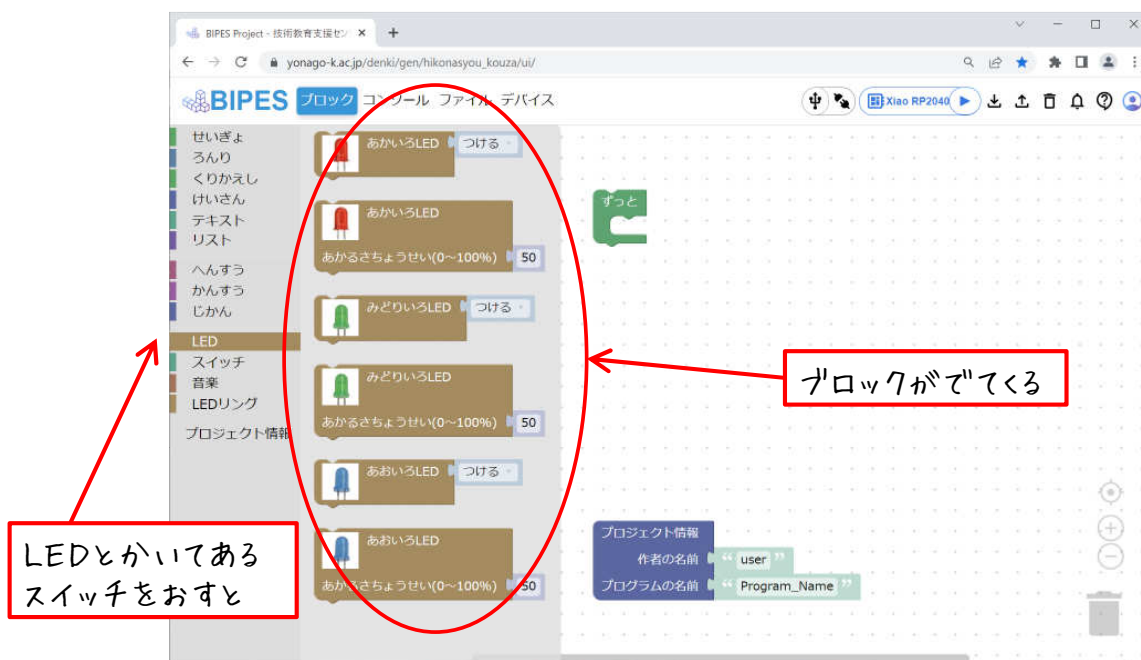 BIPES Project - 技術教育支援セン
yonago-k.ac.jp/denki/gen/hikonasyou_kouza/ui/
BIPES ブロック コンソール ファイル デバイス
Xiao RP2040
せいぎょ
ろんり
くりかえし
けいさん
テキスト
リスト
へんすう
かんすう
じかん
LED
スイッチ
音楽
LEDリング
プロジェクト情報
あかいろLED つける
あかいろLED
あかるさちょうせい(0~100%) 50
みどりいろLED つける
みどりいろLED
あかるさちょうせい(0~100%) 50
あおいろLED つける
あおいろLED
あかるさちょうせい(0~100%) 50
ずっと
ブロックがでてくる
プロジェクト情報
作者の名前 “ user ”
プログラムの名前 “ Program_Name ”
LEDとかいてある
スイッチをおすと